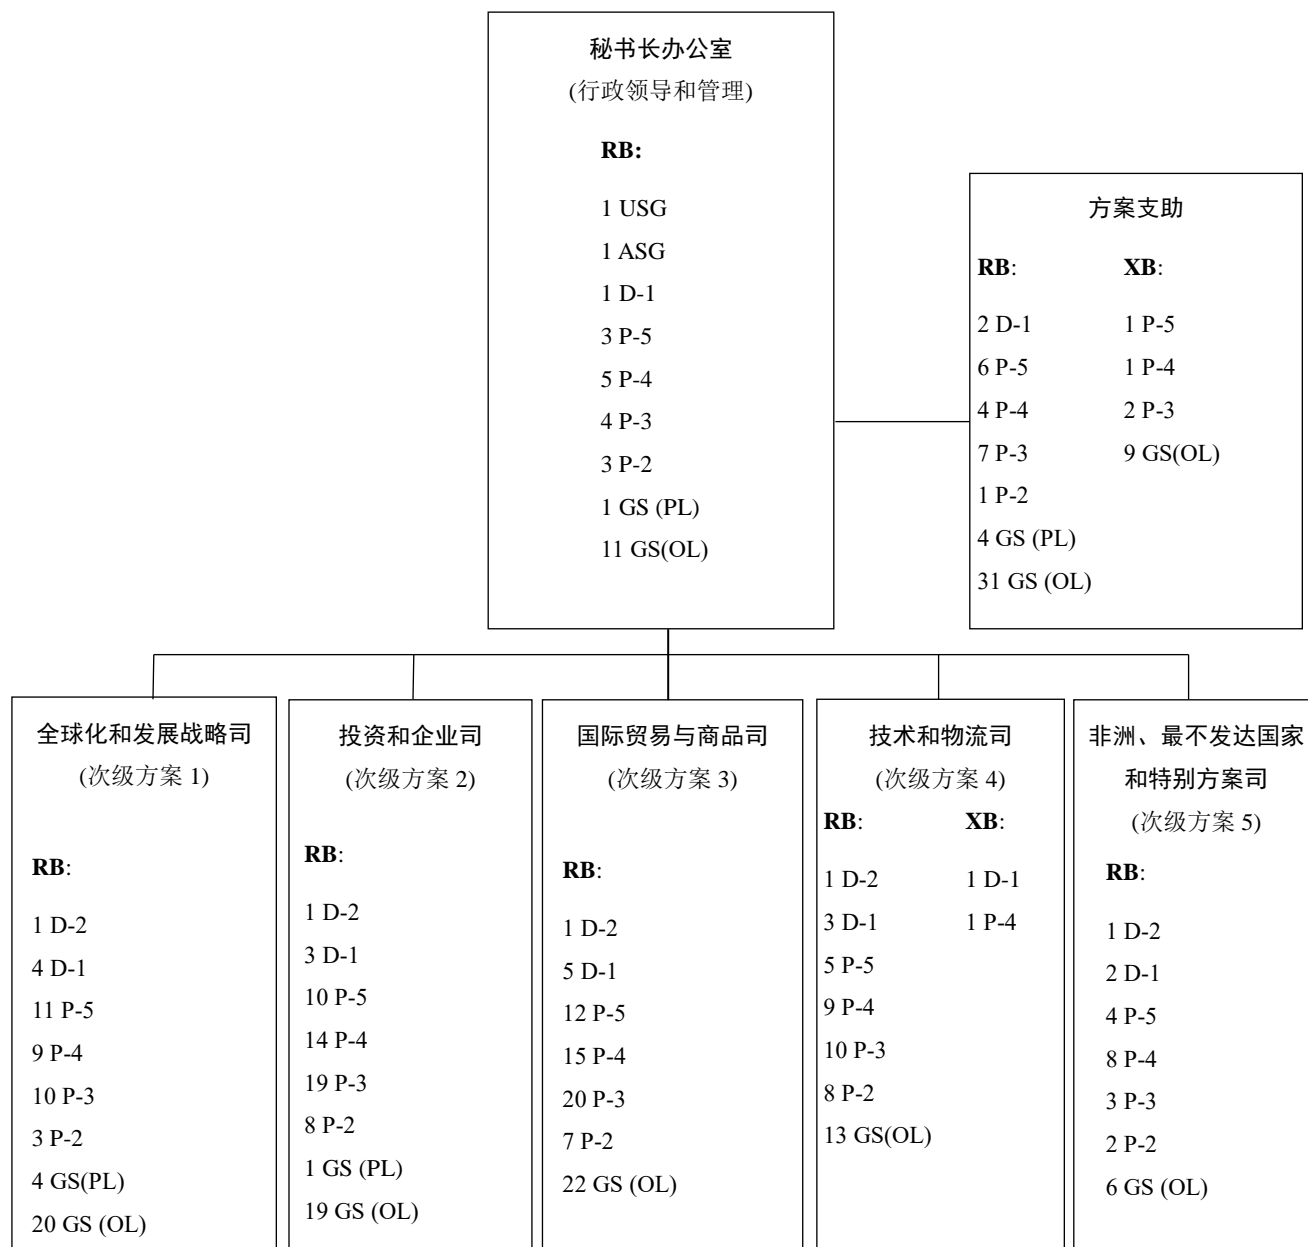 秘书长办公室
(行政领导和管理)
RB:
1 USG
1 ASG
1 D-1
3 P-5
5 P-4
4 P-3
3 P-2
1 GS (PL)
11 GS(OL)
方案支助
RB: XB:
2 D-1 1 P-5
6 P-5 1 P-4
4 P-4 2 P-3
7 P-3 9 GS(OL)
1 P-2
4 GS (PL)
31 GS (OL)
全球化和发展战略司
(次级方案 1)
RB:
1 D-2
4 D-1
11 P-5
9 P-4
10 P-3
3 P-2
4 GS(PL)
20 GS (OL)
投资和企业司
(次级方案 2)
RB:
1 D-2
3 D-1
10 P-5
14 P-4
19 P-3
8 P-2
1 GS (PL)
19 GS (OL)
国际贸易与商品司
(次级方案 3)
RB:
1 D-2
5 D-1
12 P-5
15 P-4
20 P-3
7 P-2
22 GS (OL)
技术和物流司
(次级方案 4)
RB: XB:
1 D-2 1 D-1
3 D-1 1 P-4
5 P-5
9 P-4
10 P-3
8 P-2
13 GS(OL)
非洲、最不发达国家
和特别方案司
(次级方案 5)
RB:
1 D-2
2 D-1
4 P-5
8 P-4
3 P-3
2 P-2
6 GS (OL)